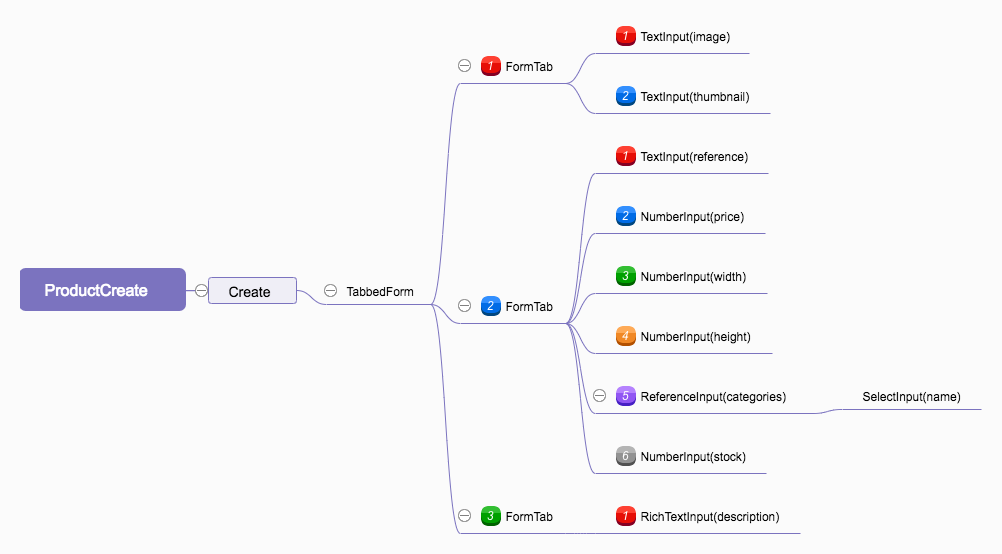 ProductCreate
Create
TabbedForm
1 FormTab
1 TextInput(image)
2 TextInput(thumbnail)
2 FormTab
1 TextInput(reference)
2 NumberInput(price)
3 NumberInput(width)
4 NumberInput(height)
5 ReferenceInput(categories)
SelectInput(name)
6 NumberInput(stock)
3 FormTab
1 RichTextInput(description)